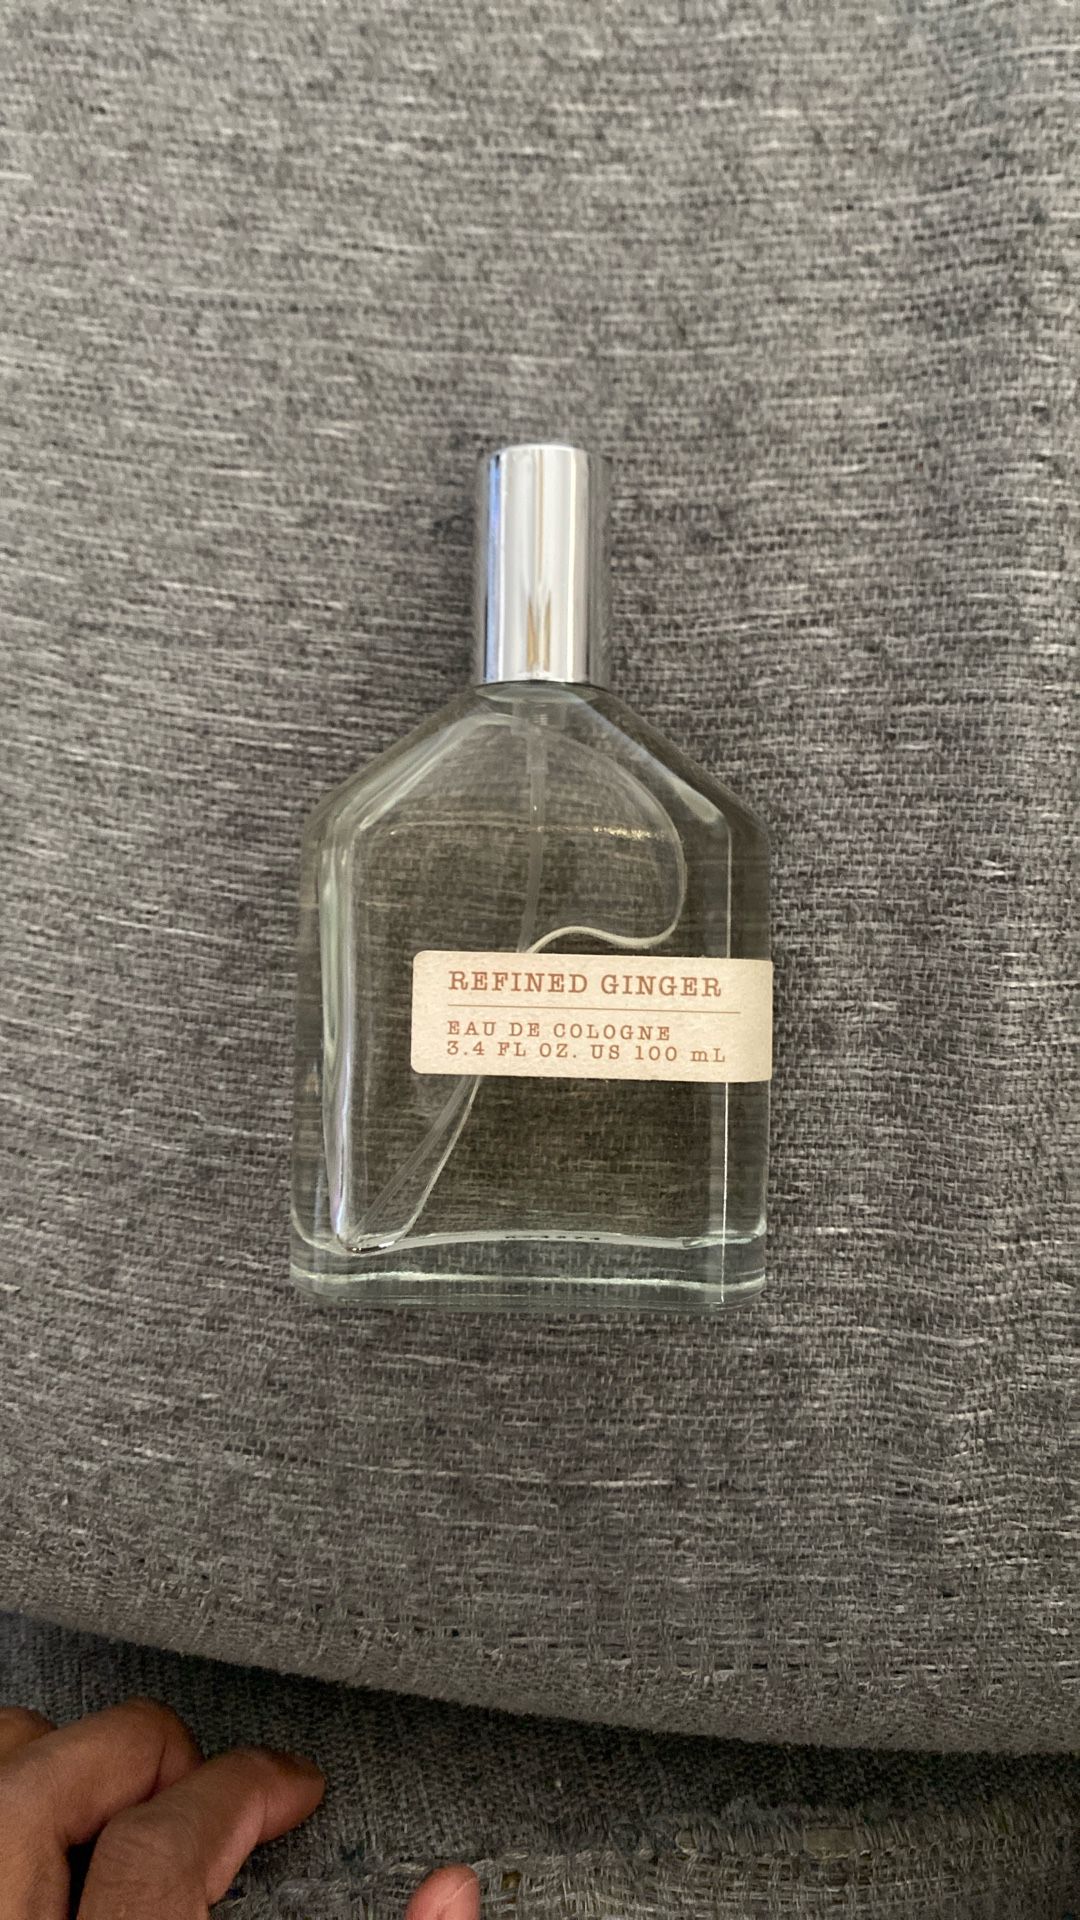 REFINED GINGER
EAU DE COLOGNE
3.4 FL OZ. US 100 mL